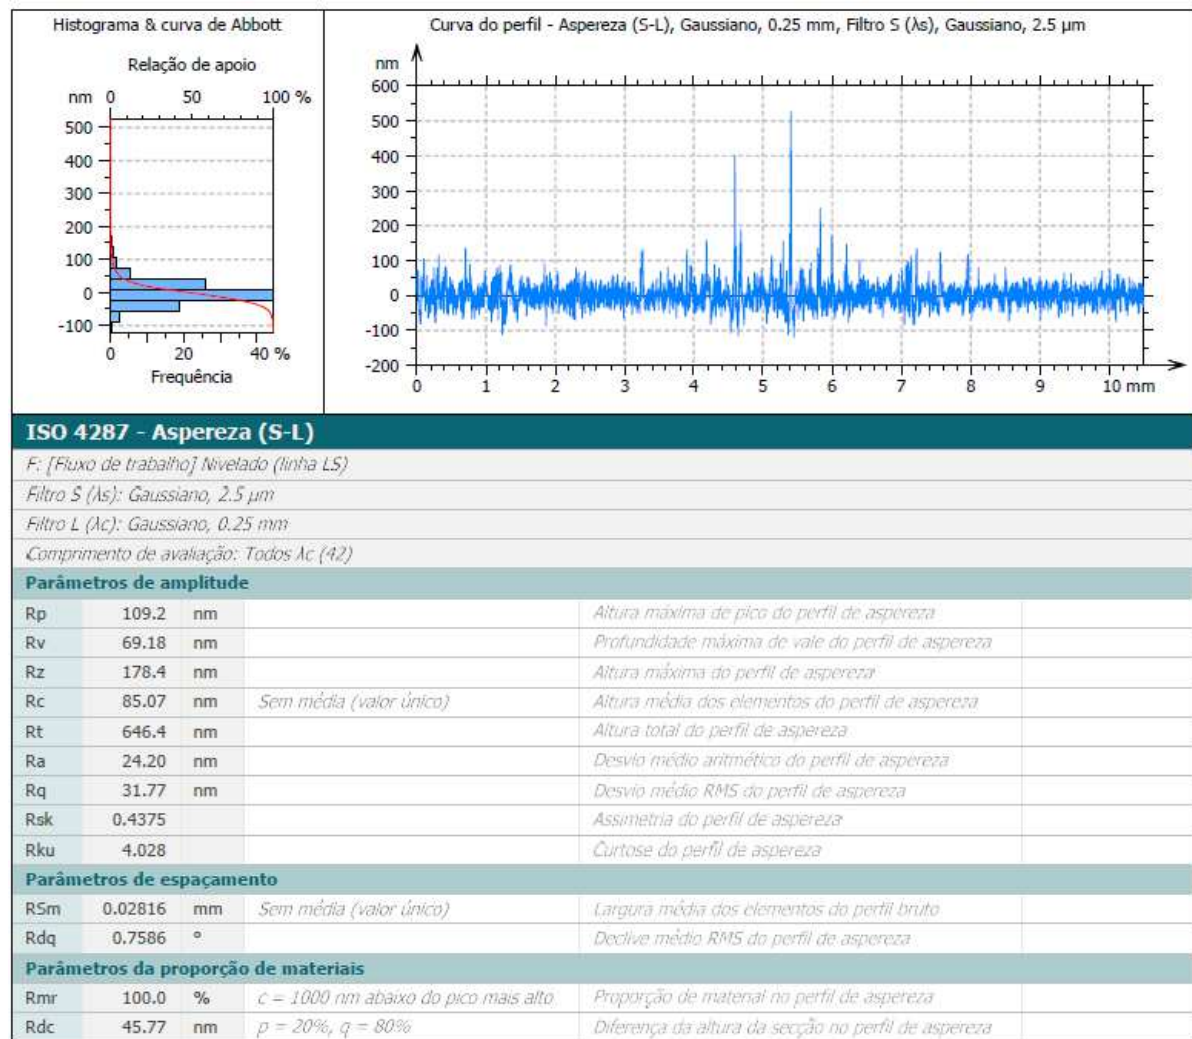 Histograma & curva de Abbott
Relação de apoio
nm 0 50 100 %
500
400
300
200
100
0
-100
0 20 40 %
Frequência
Curva do perfil - Aspereza (S-L), Gaussiano, 0.25 mm, Filtro S (λs), Gaussiano, 2.5 µm
nm
600
500
400
300
200
100
0
-100
-200
0 1 2 3 4 5 6 7 8 9 10 mm
ISO 4287 - Aspereza (S-L)
F: [Fluxo de trabalho] Nivelado (linha LS)
Filtro S (λs): Gaussiano, 2.5 µm
Filtro L (λc): Gaussiano, 0.25 mm
Comprimento de avaliação: Todos λc (42)
Parâmetros de amplitude
Rp 109.2 nm Altura máxima de pico do perfil de aspereza
Rv 69.18 nm Profundidade máxima de vale do perfil de aspereza
Rz 178.4 nm Altura máxima do perfil de aspereza
Rc 85.07 nm Sem média (valor único) Altura média dos elementos do perfil de aspereza
Rt 646.4 nm Altura total do perfil de aspereza
Ra 24.20 nm Desvio médio aritmético do perfil de aspereza
Rq 31.77 nm Desvio médio RMS do perfil de aspereza
Rsk 0.4375 Assimetria do perfil de aspereza
Rku 4.028 Curtose do perfil de aspereza
Parâmetros de espaçamento
RSm 0.02816 mm Sem média (valor único) Largura média dos elementos do perfil bruto
Rdq 0.7586 ° Declive médio RMS do perfil de aspereza
Parâmetros da proporção de materiais
Rmr 100.0 % c = 1000 nm abaixo do pico mais alto Proporção de material no perfil de aspereza
Rdc 45.77 nm p = 20%, q = 80% Diferença da altura da secção no perfil de aspereza